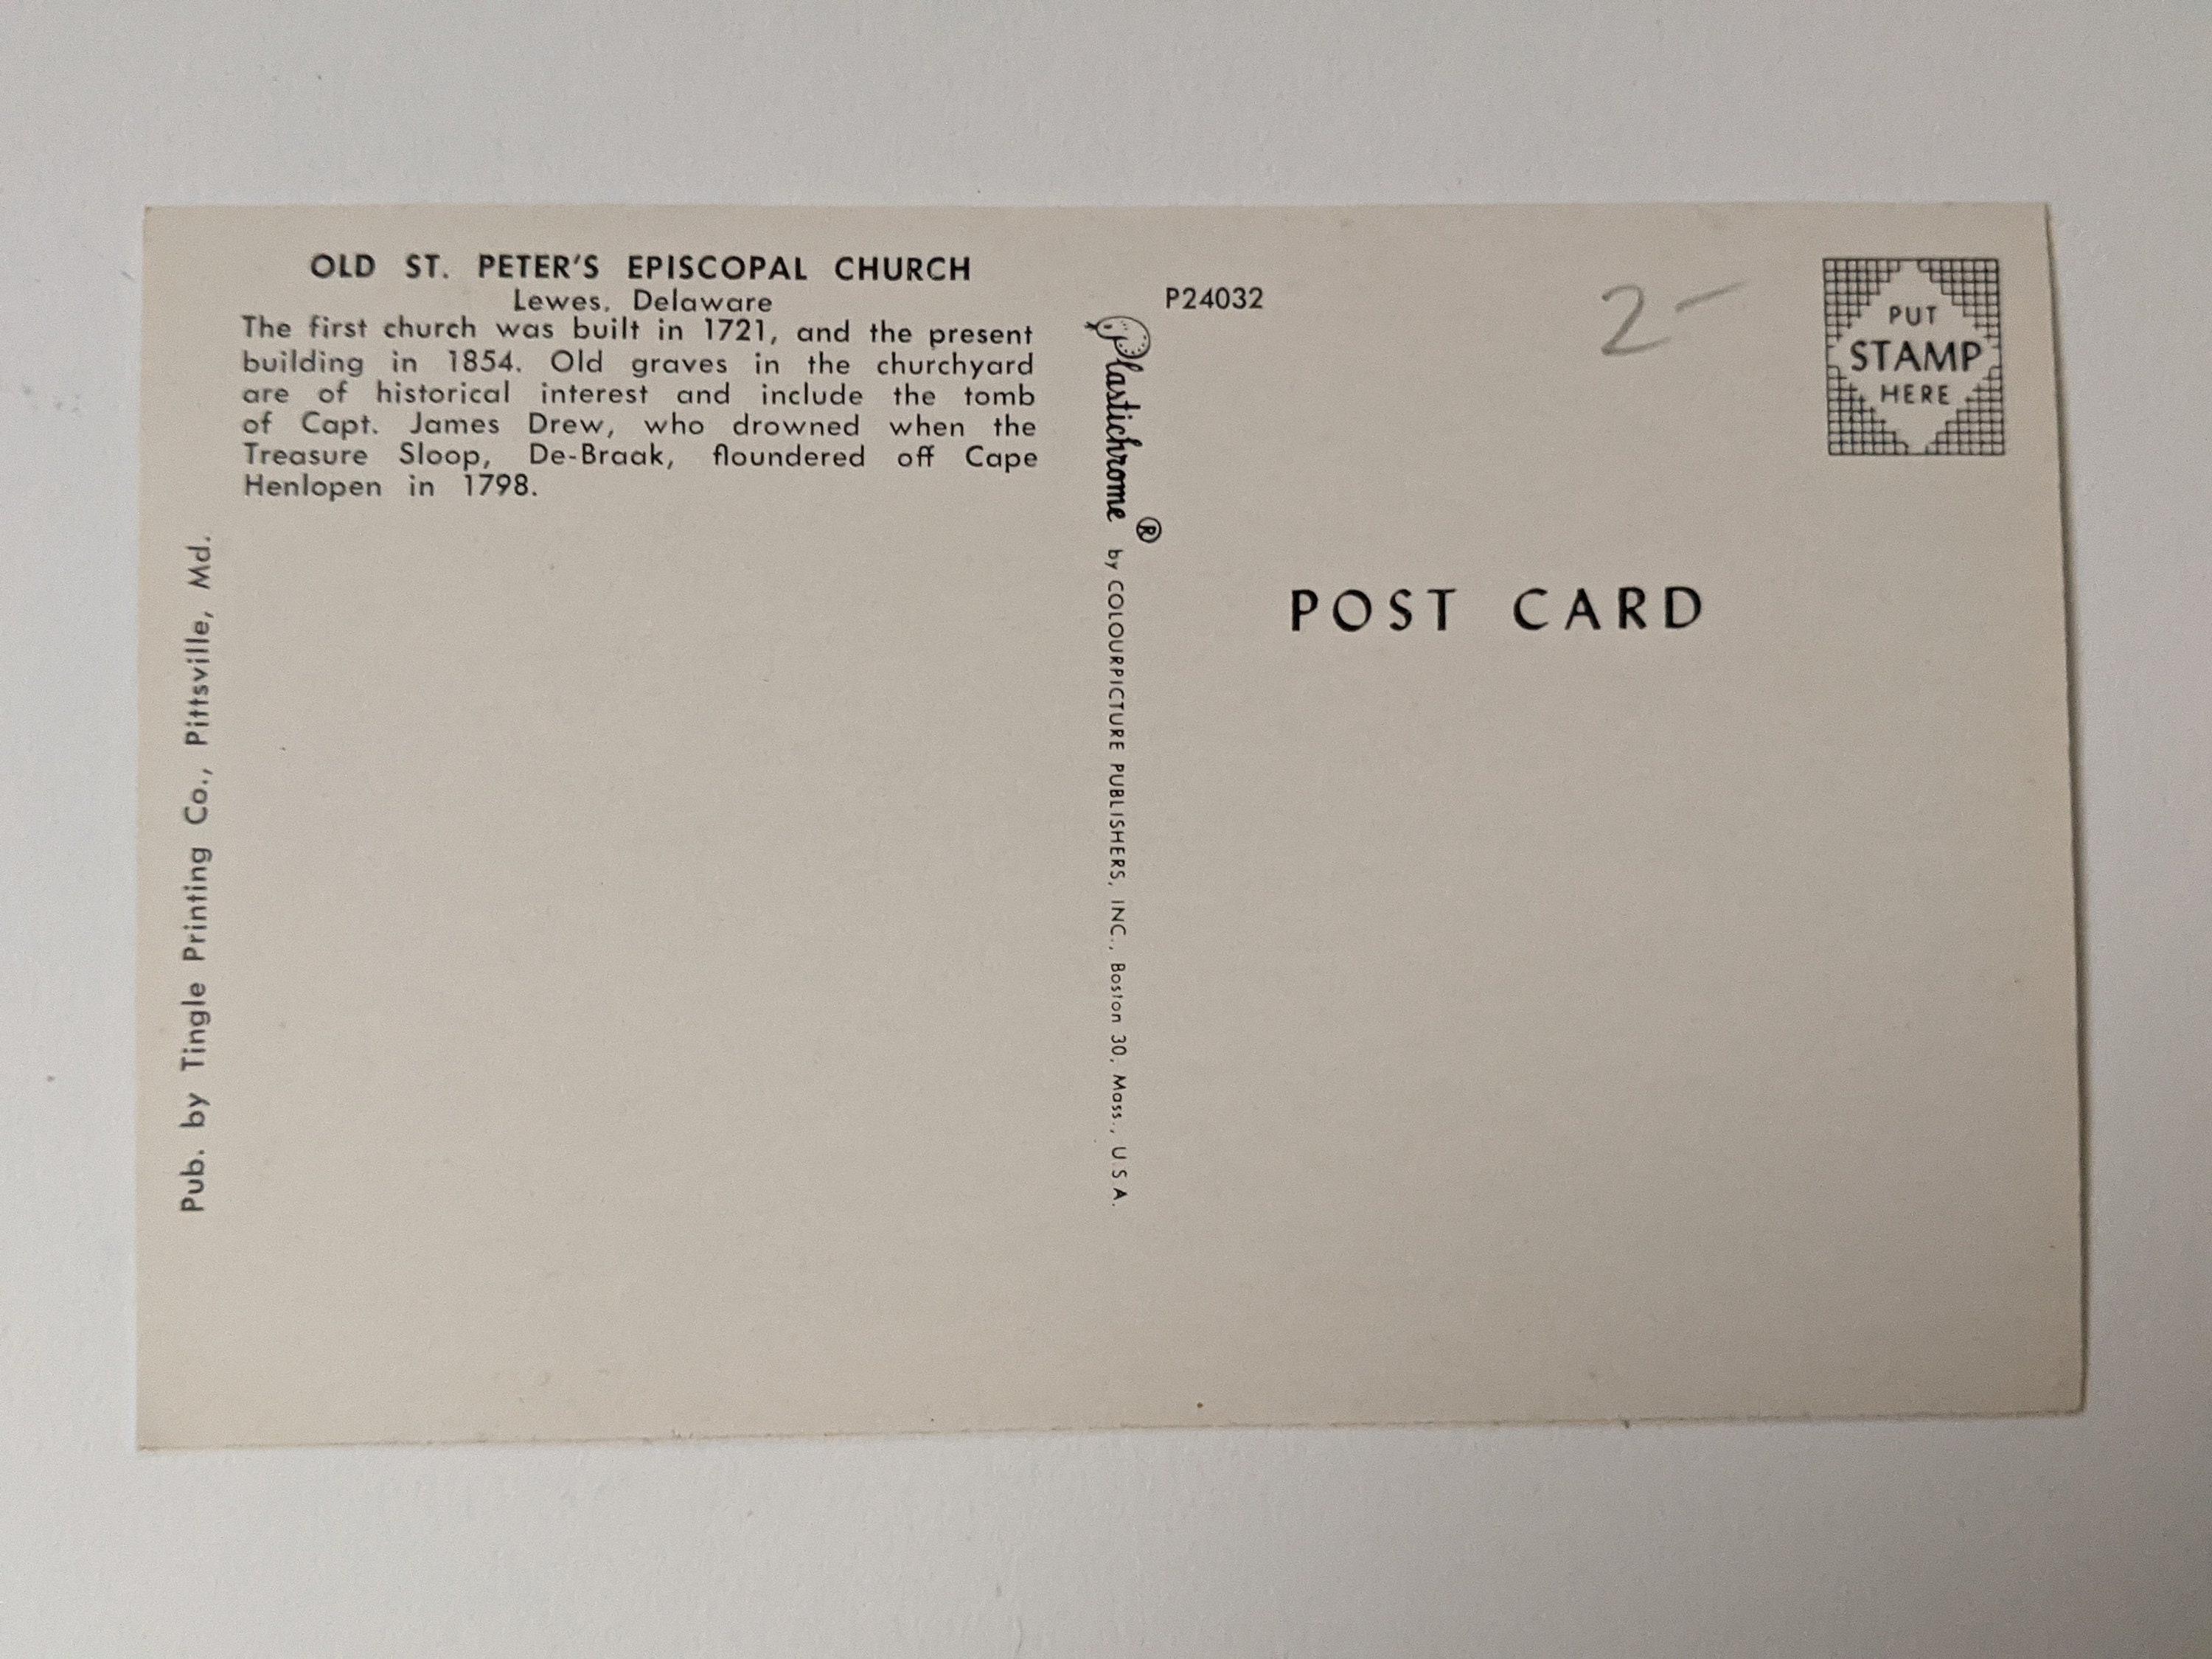 OLD ST. PETER'S EPISCOPAL CHURCH
Lewes, Delaware
The first church was built in 1721, and the present
building in 1854. Old graves in the churchyard
are of historical interest and include the tomb
of Capt. James Drew, who drowned when the
Treasure Sloop, De-Braak, floundered off Cape
Henlopen in 1798.
Pub. by Tingle Printing Co., Pittsville, Md.
Plastichrome ® by COLOURPICTURE PUBLISHERS, INC., Boston 30, Mass., U.S.A.
P24032
2-
PUT
STAMP
HERE
POST CARD